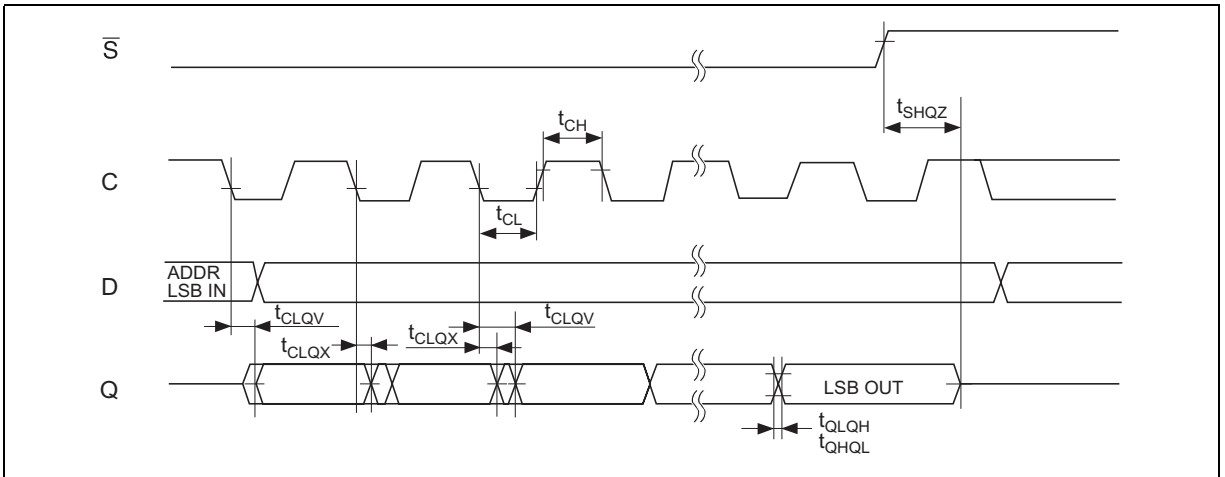 S̅
tSHQZ
tCH
C
tCL
D
ADDR
LSB IN
tCLQV
tCLQV
tCLQX
tCLQX
Q
LSB OUT
tQLQH
tQHQL